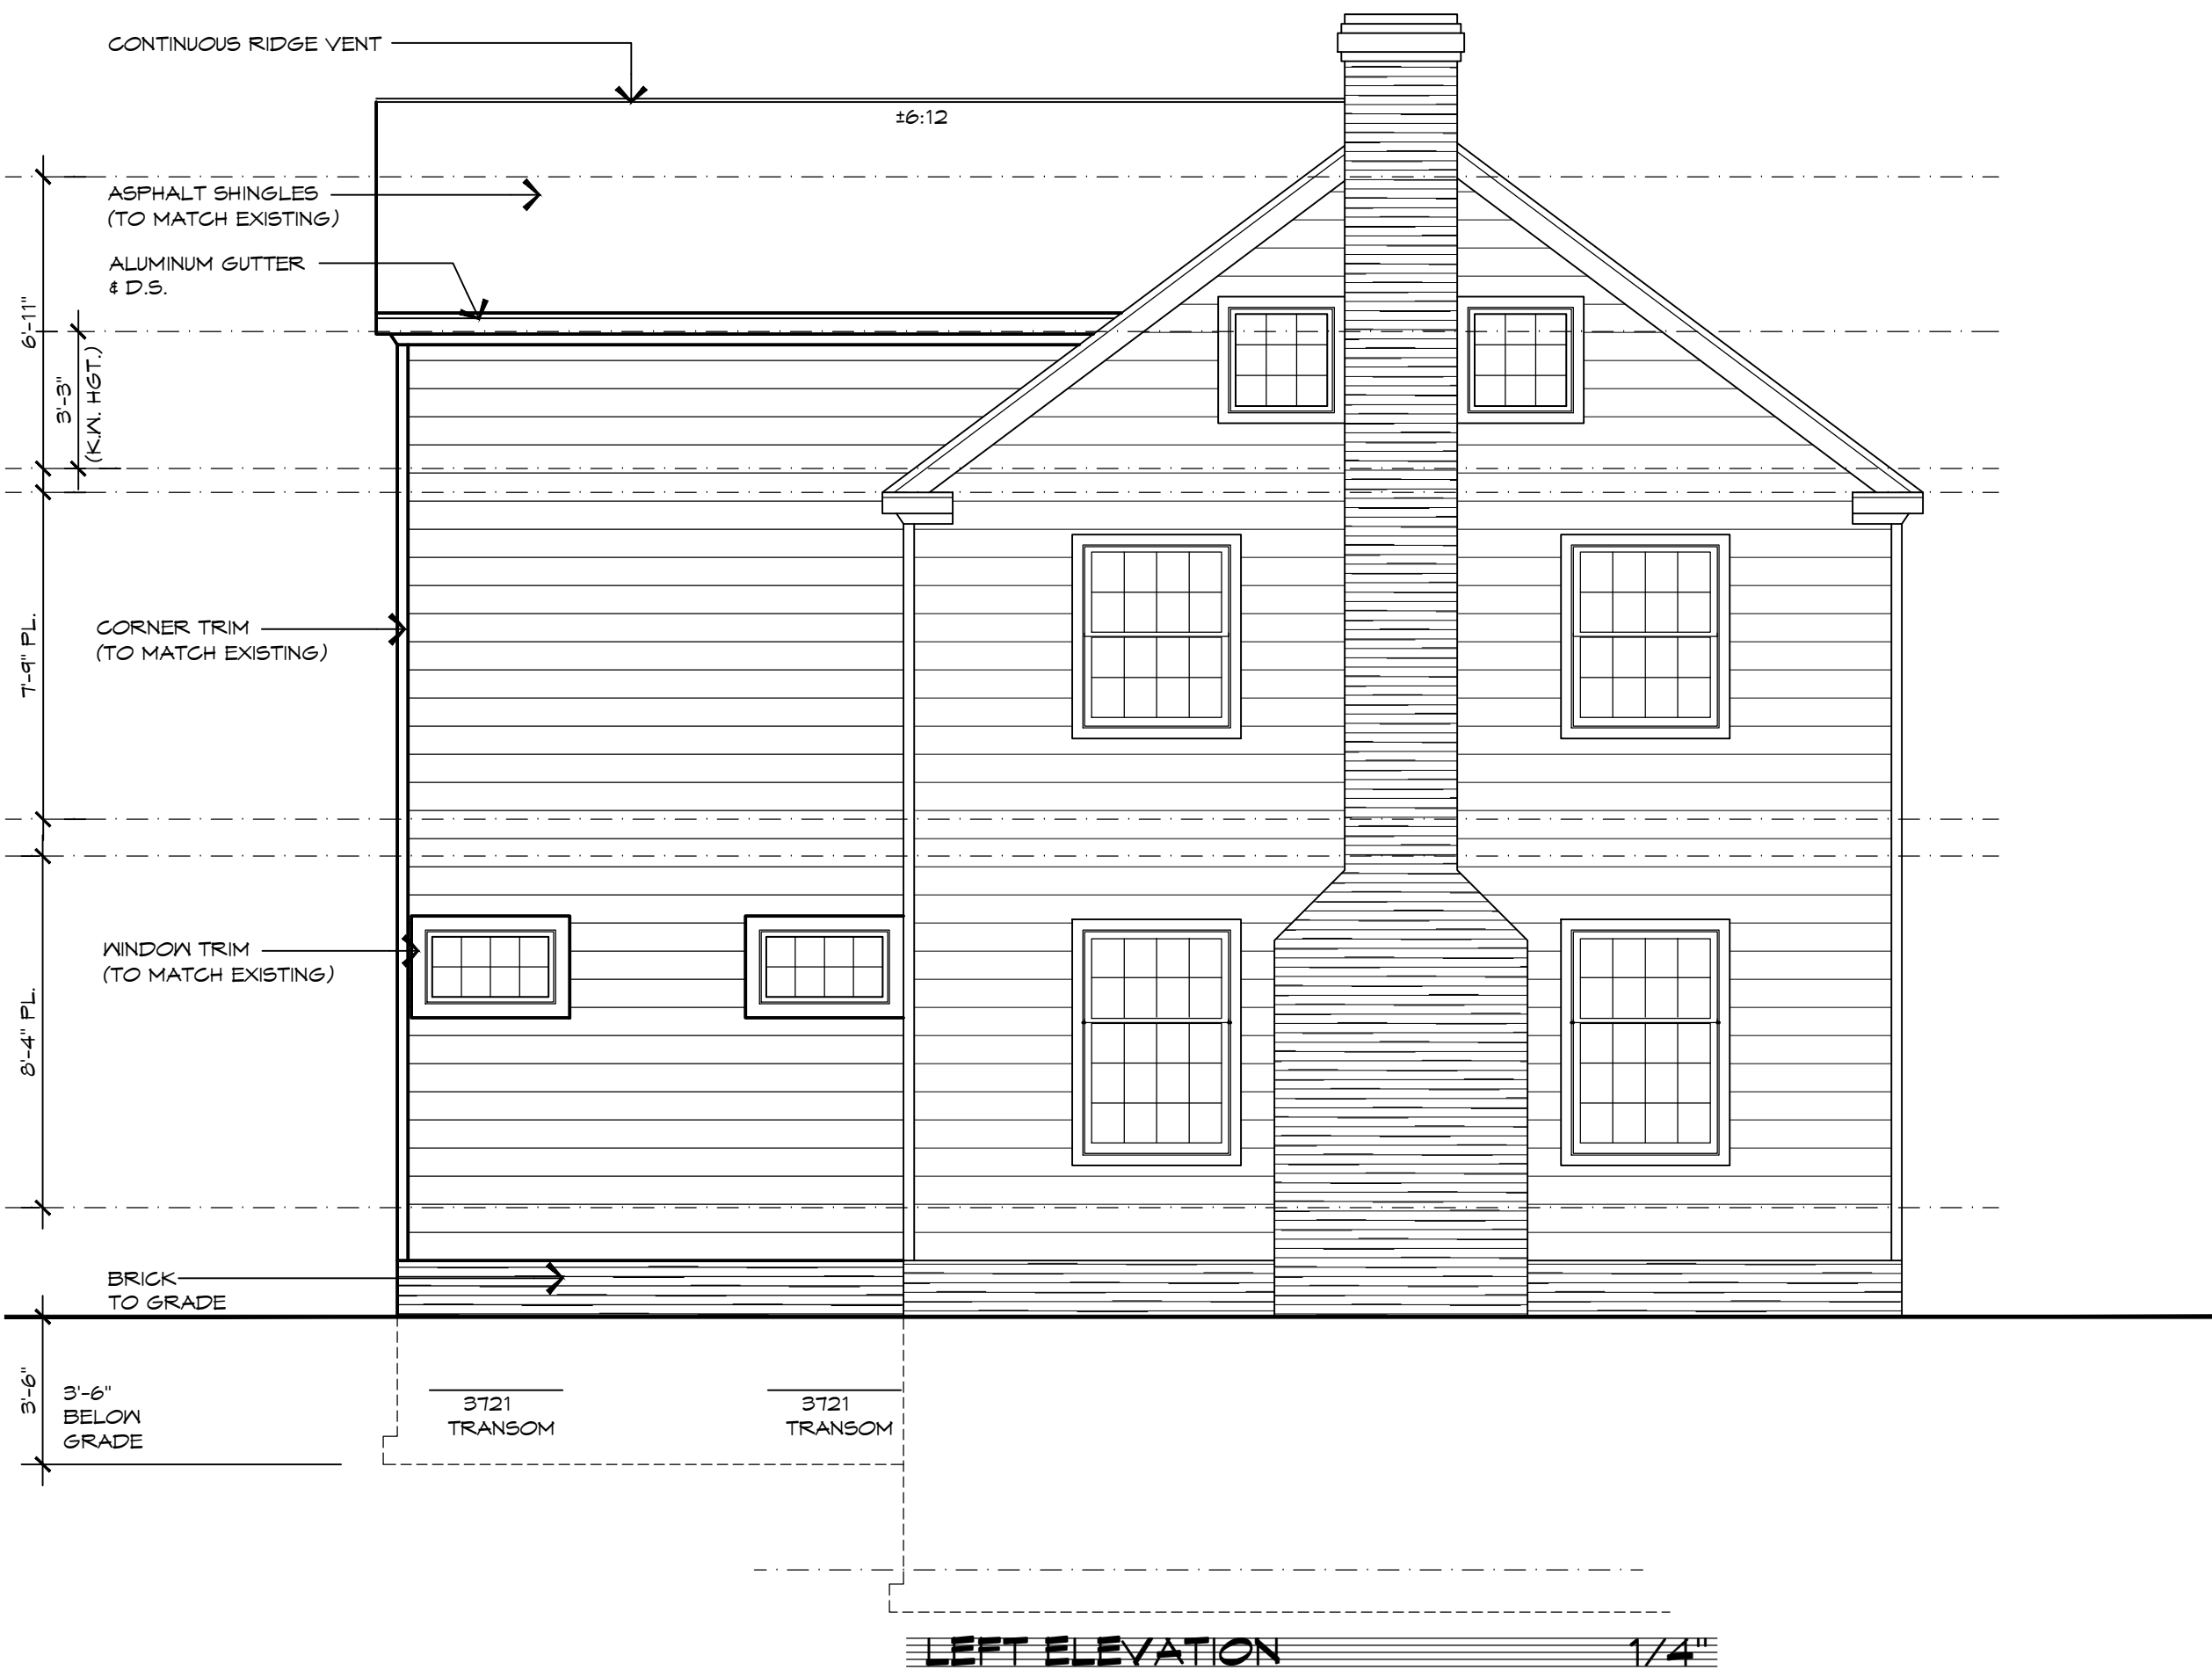 CONTINUOUS RIDGE VENT
±6:12
ASPHALT SHINGLES
(TO MATCH EXISTING)
ALUMINUM GUTTER
& D.S.
6'-11"
3'-3"
(K.W. HGT.)
CORNER TRIM
(TO MATCH EXISTING)
7'-9" PL.
WINDOW TRIM
(TO MATCH EXISTING)
8'-4" PL.
BRICK
TO GRADE
3'-6"
3'-6"
BELOW
GRADE
3721
TRANSOM
3721
TRANSOM
LEFT ELEVATION
1/4"